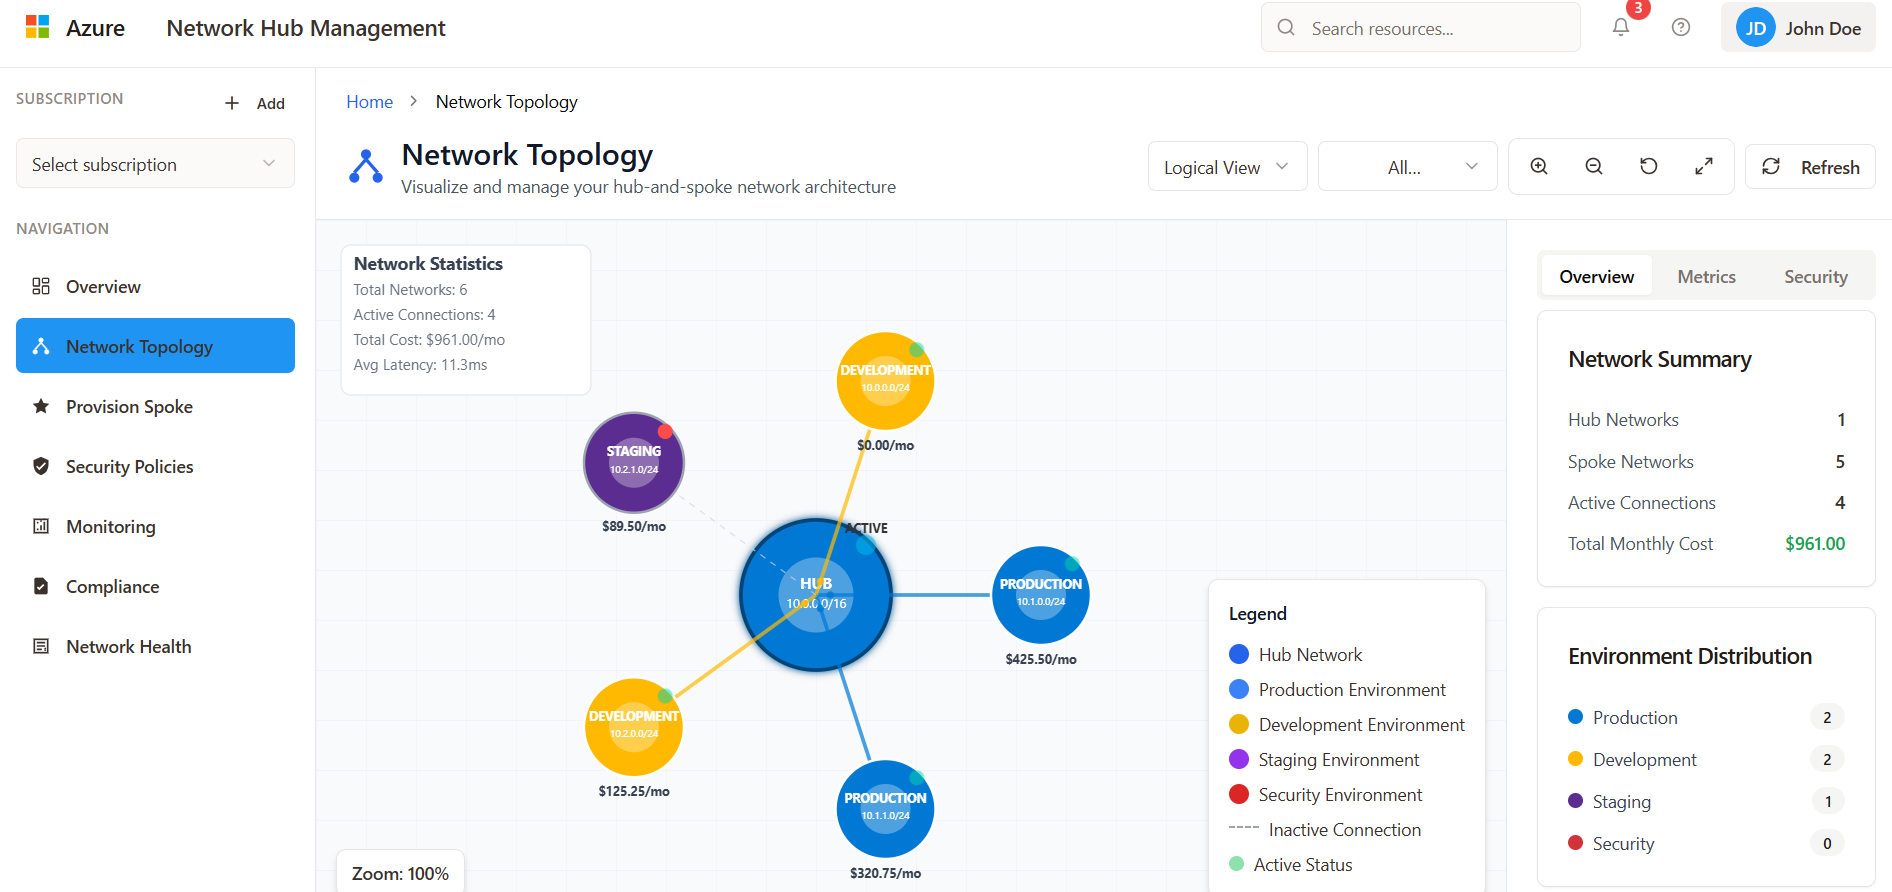 Azure
Network Hub Management
Search resources...
3
JD
John Doe
SUBSCRIPTION
Add
Select subscription
NAVIGATION
Overview
Network Topology
Provision Spoke
Security Policies
Monitoring
Compliance
Network Health
Home
Network Topology
Network Topology
Visualize and manage your hub-and-spoke network architecture
Logical View
All...
Refresh
Network Statistics
Total Networks: 6
Active Connections: 4
Total Cost: $961.00/mo
Avg Latency: 11.3ms
DEVELOPMENT
10.0.0.0/24
$0.00/mo
STAGING
10.2.1.0/24
$89.50/mo
ACTIVE
HUB
10.0.0.0/16
PRODUCTION
10.1.0.0/24
$425.50/mo
DEVELOPMENT
10.2.0.0/24
$125.25/mo
PRODUCTION
10.1.1.0/24
$320.75/mo
Zoom: 100%
Legend
Hub Network
Production Environment
Development Environment
Staging Environment
Security Environment
Inactive Connection
Active Status
Overview
Metrics
Security
Network Summary
Hub Networks 1
Spoke Networks 5
Active Connections 4
Total Monthly Cost $961.00
Environment Distribution
Production 2
Development 2
Staging 1
Security 0